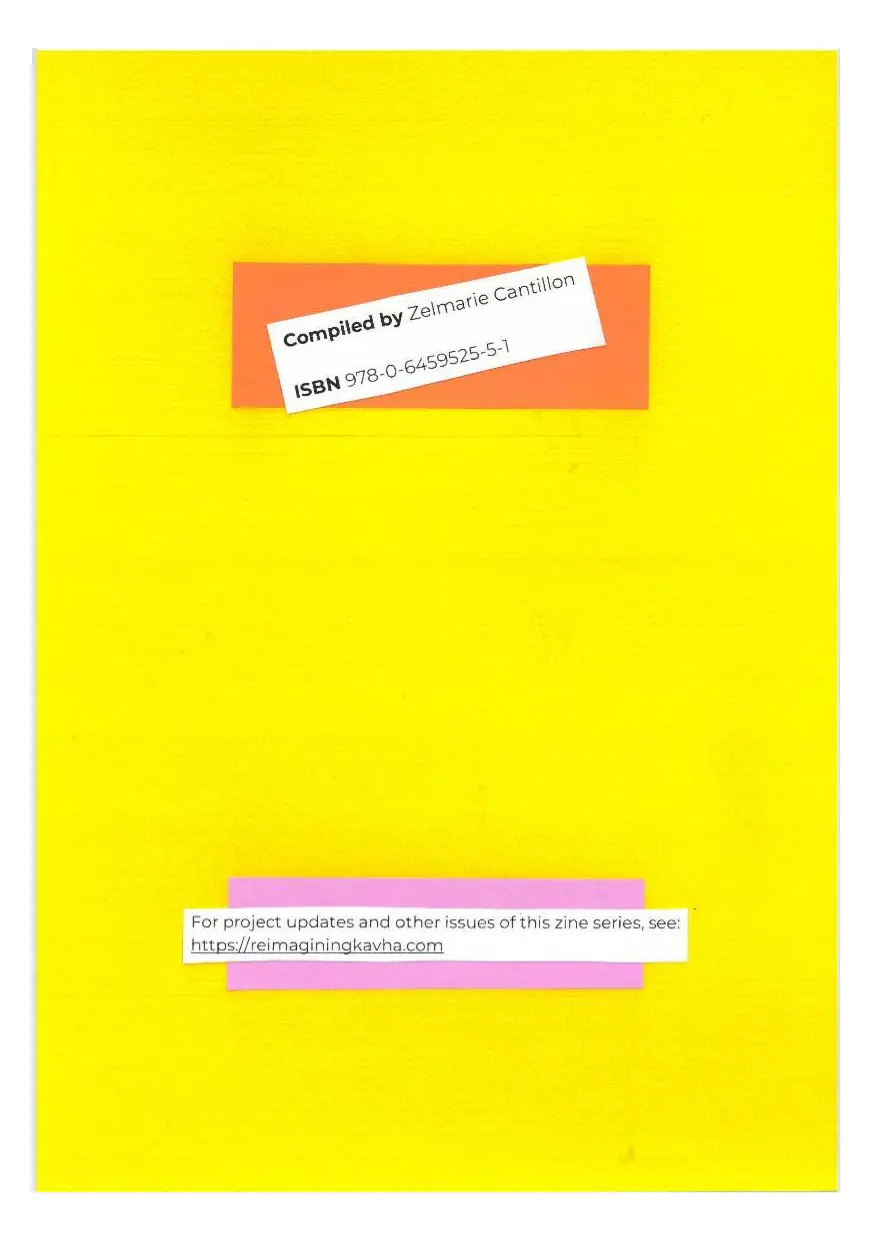 Compiled by Zelmarie Cantillon
ISBN 978-0-6459525-5-1
For project updates and other issues of this zine series, see:
https://reimaginingkavha.com